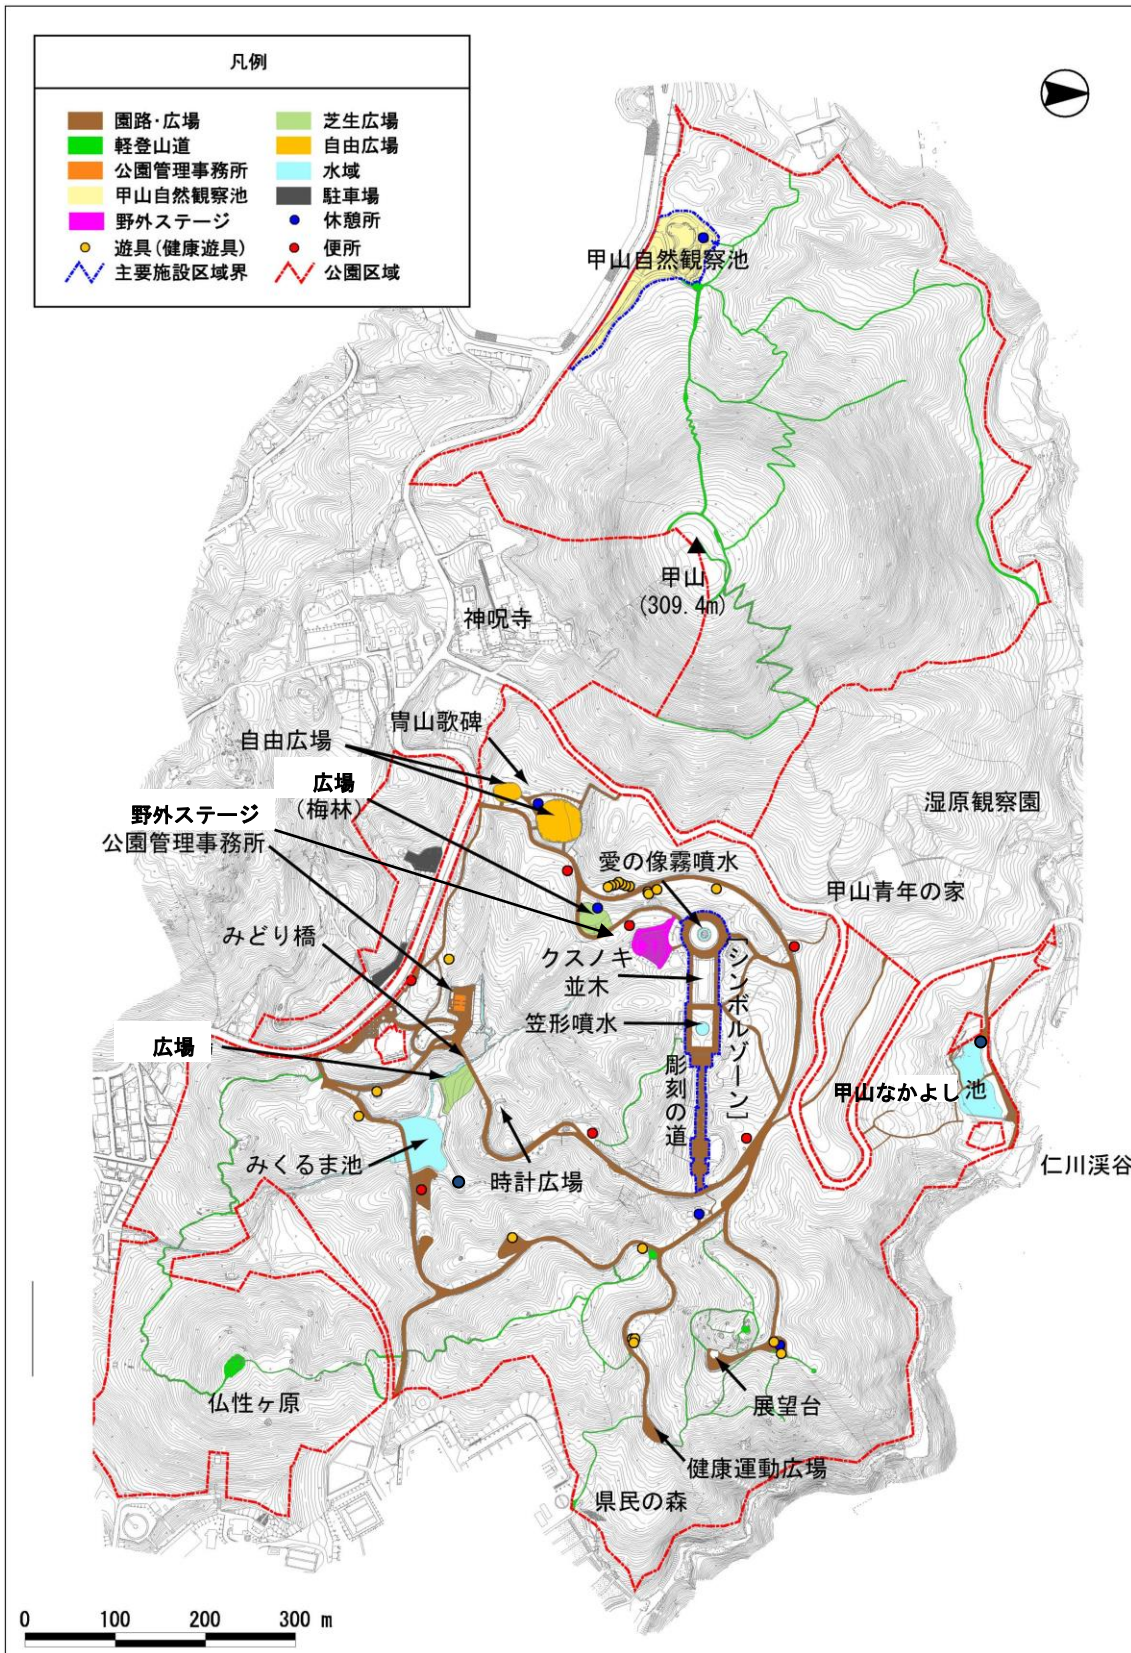 凡例
園路・広場
芝生広場
軽登山道
自由広場
公園管理事務所
水域
甲山自然観察池
駐車場
野外ステージ
休憩所
遊具(健康遊具)
便所
主要施設区域界
公園区域
甲山自然観察池
甲山
(309.4m)
神呪寺
甲山歌碑
自由広場
広場
(梅林)
野外ステージ
公園管理事務所
湿原観察園
愛の像霧噴水
甲山青年の家
みどり橋
クスノキ
並木
[シンボルゾーン]
笠形噴水
広場
彫刻の道
甲山なかよし池
みくるま池
時計広場
仁川渓谷
仏性ヶ原
展望台
健康運動広場
県民の森
0 100 200 300 m